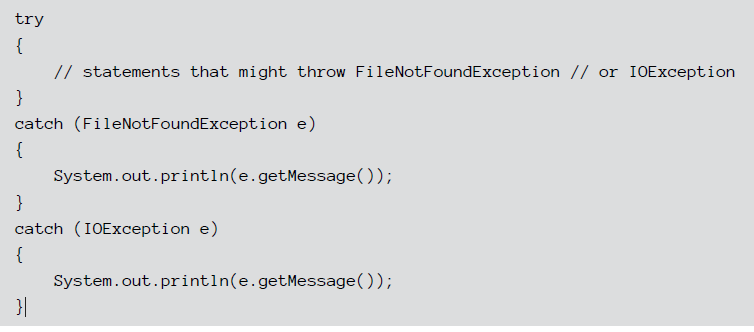 try
{
    // statements that might throw FileNotFoundException // or IOException
}
catch (FileNotFoundException e)
{
    System.out.println(e.getMessage());
}
catch (IOException e)
{
    System.out.println(e.getMessage());
}